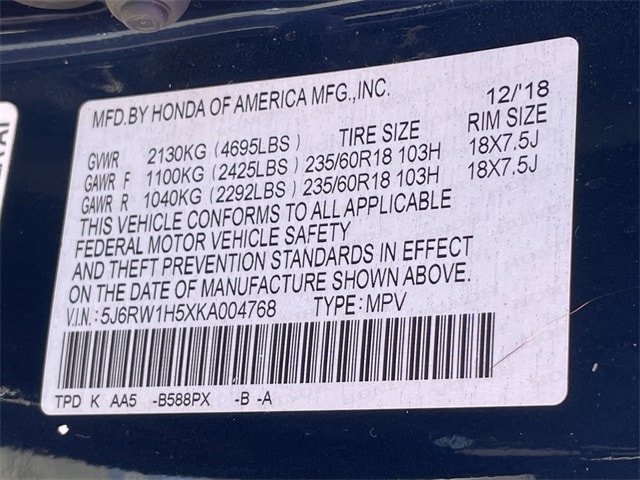 MFD.BY HONDA OF AMERICA MFG.,INC. 12/'18
GVWR 2130KG (4695LBS) TIRE SIZE RIM SIZE
GAWR F 1100KG (2425LBS) 235/60R18 103H 18X7.5J
GAWR R 1040KG (2292LBS) 235/60R18 103H 18X7.5J
THIS VEHICLE CONFORMS TO ALL APPLICABLE
FEDERAL MOTOR VEHICLE SAFETY
AND THEFT PREVENTION STANDARDS IN EFFECT
ON THE DATE OF MANUFACTURE SHOWN ABOVE.
V.I.N.: 5J6RW1H5XKA004768 TYPE: MPV
TPD K AA5 -B588PX -B -A